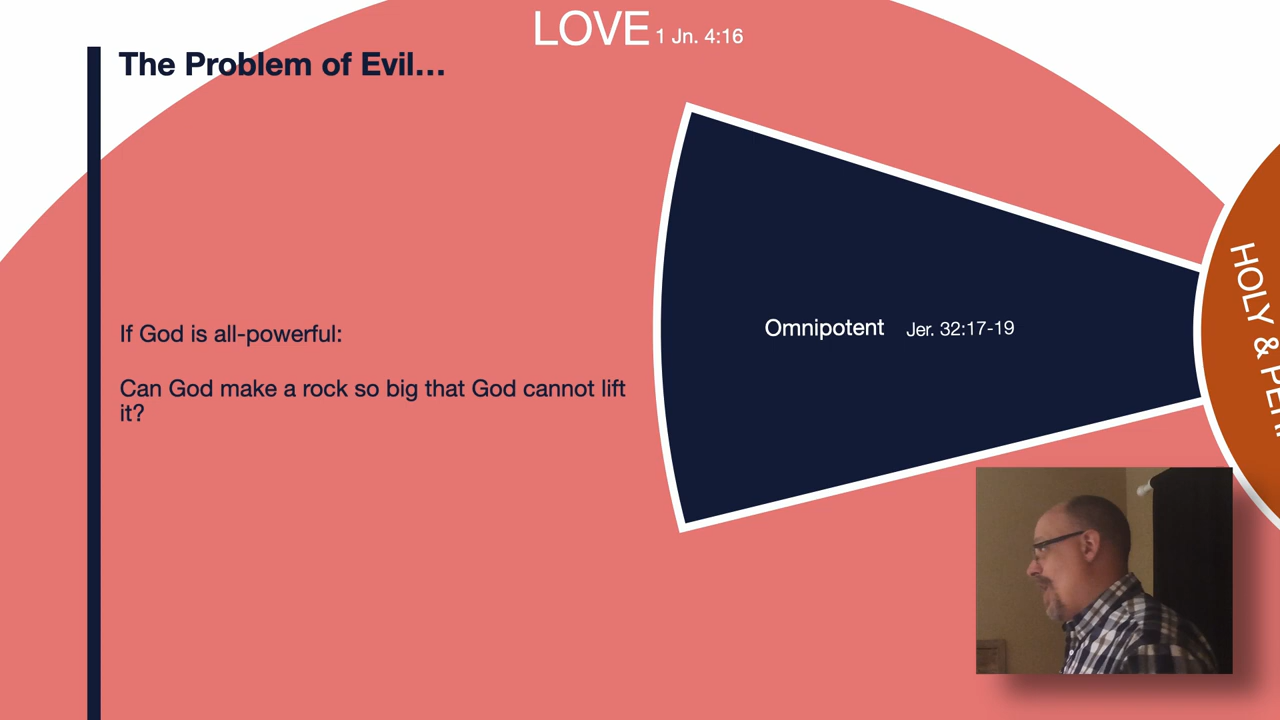 LOVE 1 Jn. 4:16
The Problem of Evil...
If God is all-powerful:
Can God make a rock so big that God cannot lift
it?
Omnipotent Jer. 32:17-19
HOLY &